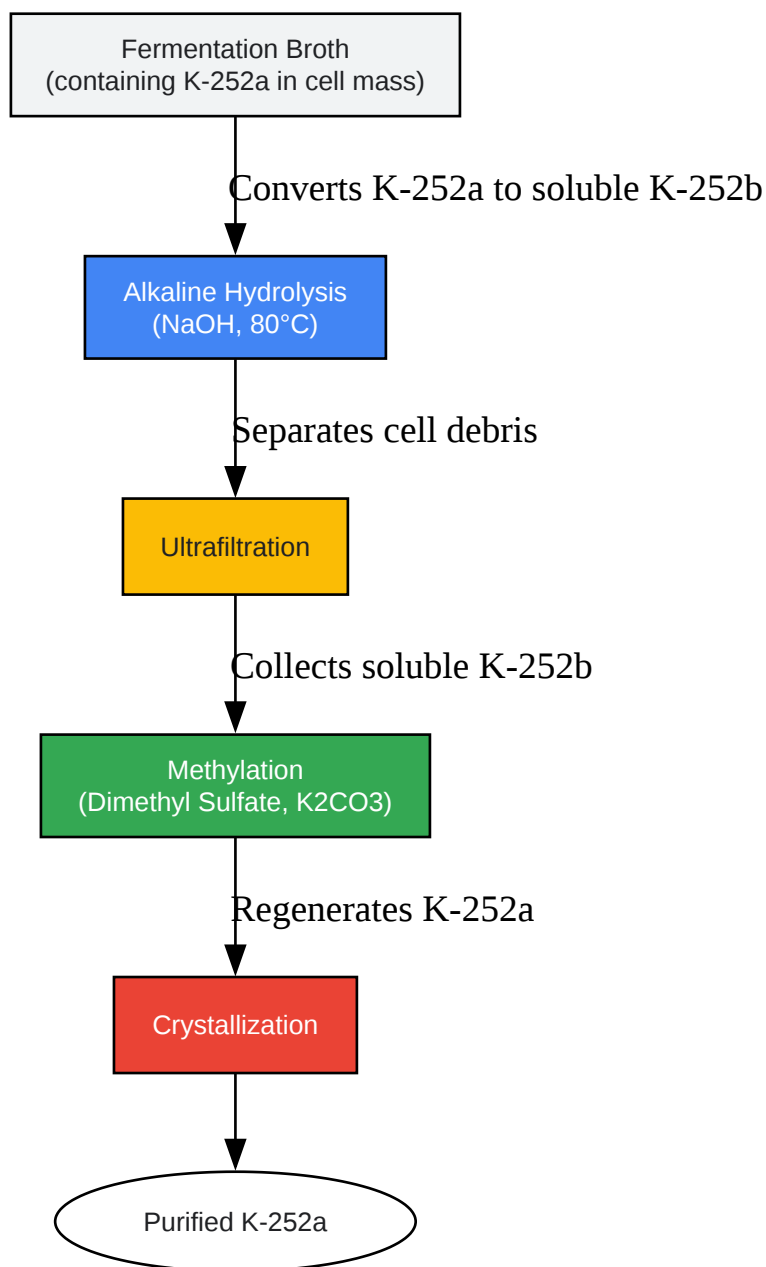 Fermentation Broth
(containing K-252a in cell mass)
Converts K-252a to soluble K-252b
Alkaline Hydrolysis
(NaOH, 80°C)
Separates cell debris
Ultrafiltration
Collects soluble K-252b
Methylation
(Dimethyl Sulfate, K2CO3)
Regenerates K-252a
Crystallization
Purified K-252a